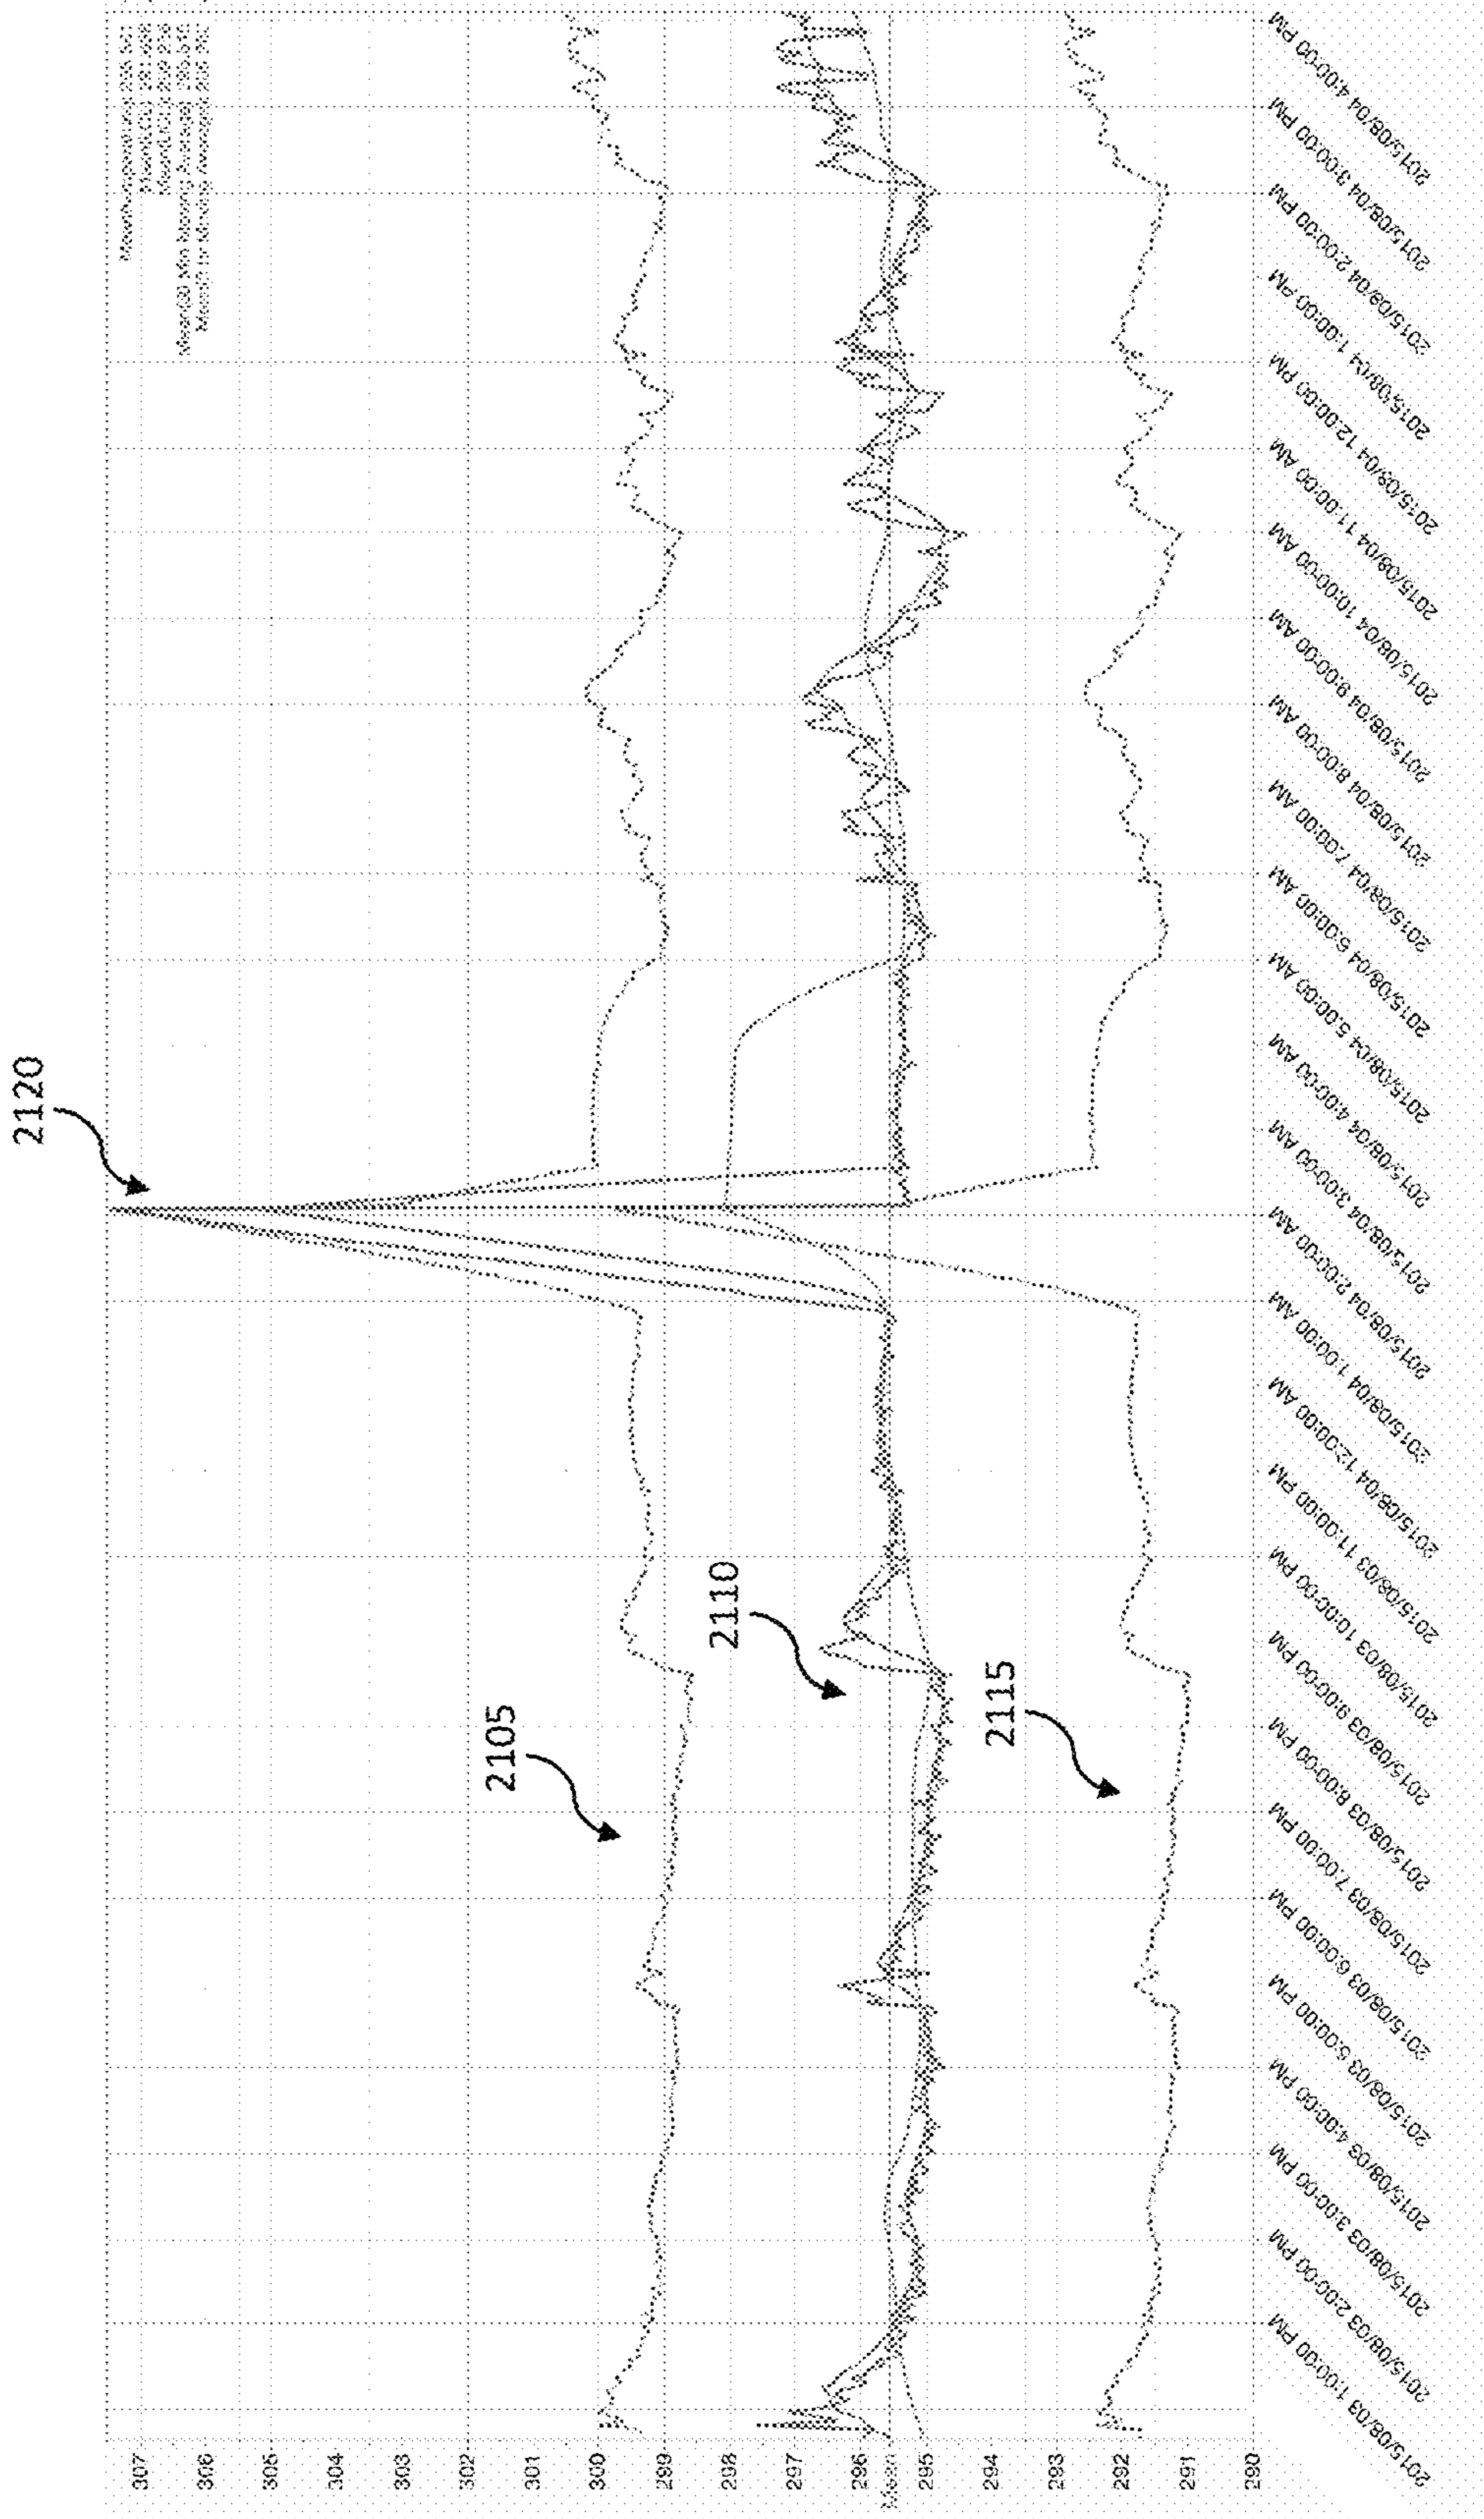 2120
2105
2110
2115
307
306
305
304
303
302
301
300
299
298
297
296
Mean
295
294
293
292
291
290
2015/08/03 1:00:00 PM
2015/08/03 2:00:00 PM
2015/08/03 3:00:00 PM
2015/08/03 4:00:00 PM
2015/08/03 5:00:00 PM
2015/08/03 6:00:00 PM
2015/08/03 7:00:00 PM
2015/08/03 8:00:00 PM
2015/08/03 9:00:00 PM
2015/08/03 10:00:00 PM
2015/08/03 11:00:00 PM
2015/08/04 12:00:00 AM
2015/08/04 1:00:00 AM
2015/08/04 2:00:00 AM
2015/08/04 3:00:00 AM
2015/08/04 4:00:00 AM
2015/08/04 5:00:00 AM
2015/08/04 6:00:00 AM
2015/08/04 7:00:00 AM
2015/08/04 8:00:00 AM
2015/08/04 9:00:00 AM
2015/08/04 10:00:00 AM
2015/08/04 11:00:00 AM
2015/08/04 12:00:00 PM
2015/08/04 1:00:00 AM
2015/08/04 2:00:00 PM
2015/08/04 3:00:00 PM
2015/08/04 4:00:00 PM